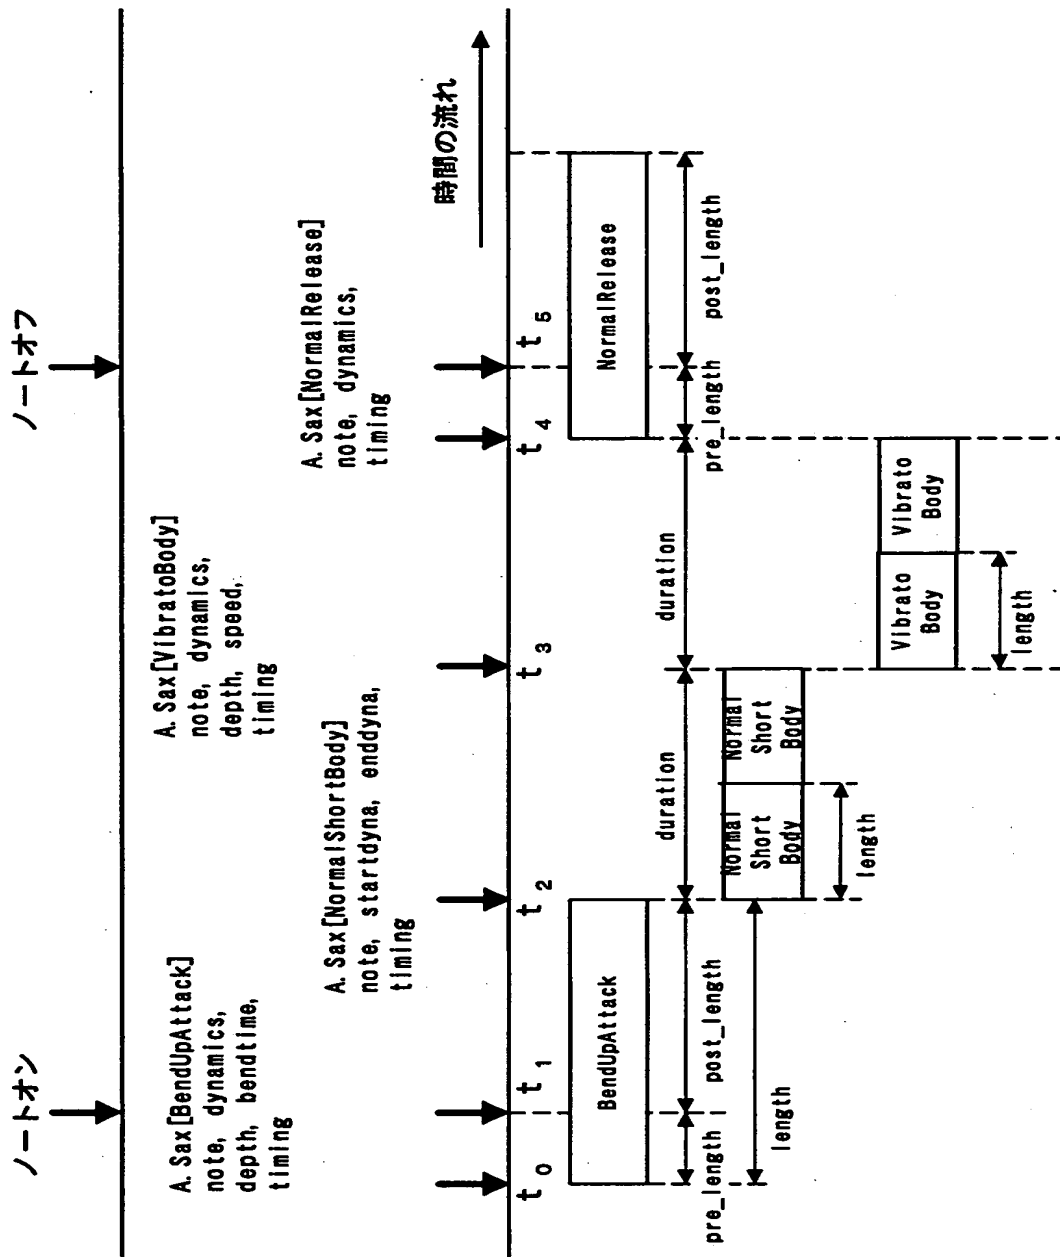 ノートオン
ノートオフ
A.Sax[BendUpAttack]
note, dynamics,
depth, bendtime,
timing
A.Sax[VibratoBody]
note, dynamics,
depth, speed,
timing
A.Sax[NormalShortBody]
note, startdyna, enddyna,
timing
A.Sax[NormalRelease]
note, dynamics,
timing
時間の流れ
t0
t1
t2
t3
t4
t5
BendUpAttack
NormalRelease
pre_length
post_length
duration
duration
pre_length
post_length
length
Normal
Short
Body
Normal
Short
Body
length
Vibrato
Body
Vibrato
Body
length